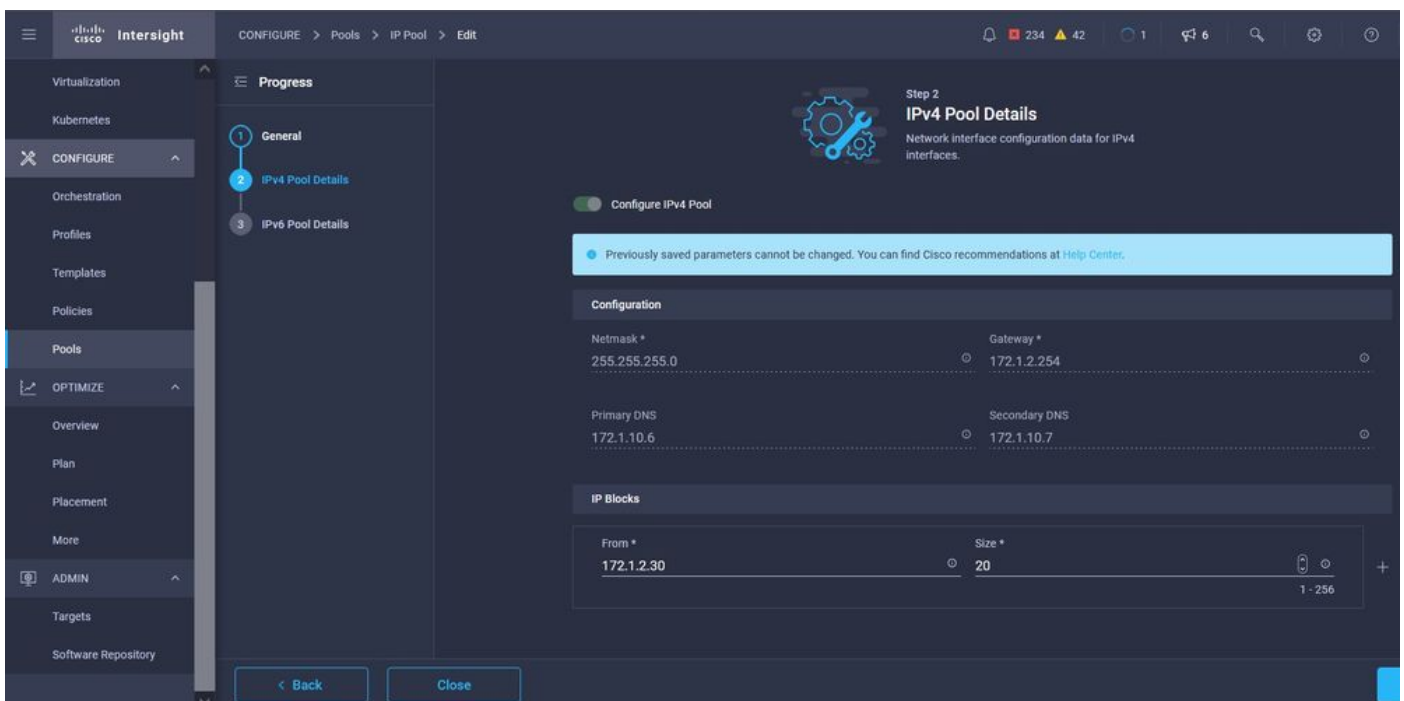 cisco Intersight
CONFIGURE > Pools > IP Pool > Edit
234 42 1 6
Virtualization
Kubernetes
CONFIGURE
Orchestration
Profiles
Templates
Policies
Pools
OPTIMIZE
Overview
Plan
Placement
More
ADMIN
Targets
Software Repository
Progress
1 General
2 IPv4 Pool Details
3 IPv6 Pool Details
Step 2
IPv4 Pool Details
Network interface configuration data for IPv4
interfaces.
Configure IPv4 Pool
Previously saved parameters cannot be changed. You can find Cisco recommendations at Help Center.
Configuration
Netmask * Gateway *
255.255.255.0 172.1.2.254
Primary DNS Secondary DNS
172.1.10.6 172.1.10.7
IP Blocks
From * Size *
172.1.2.30 20
1 - 256
< Back Close